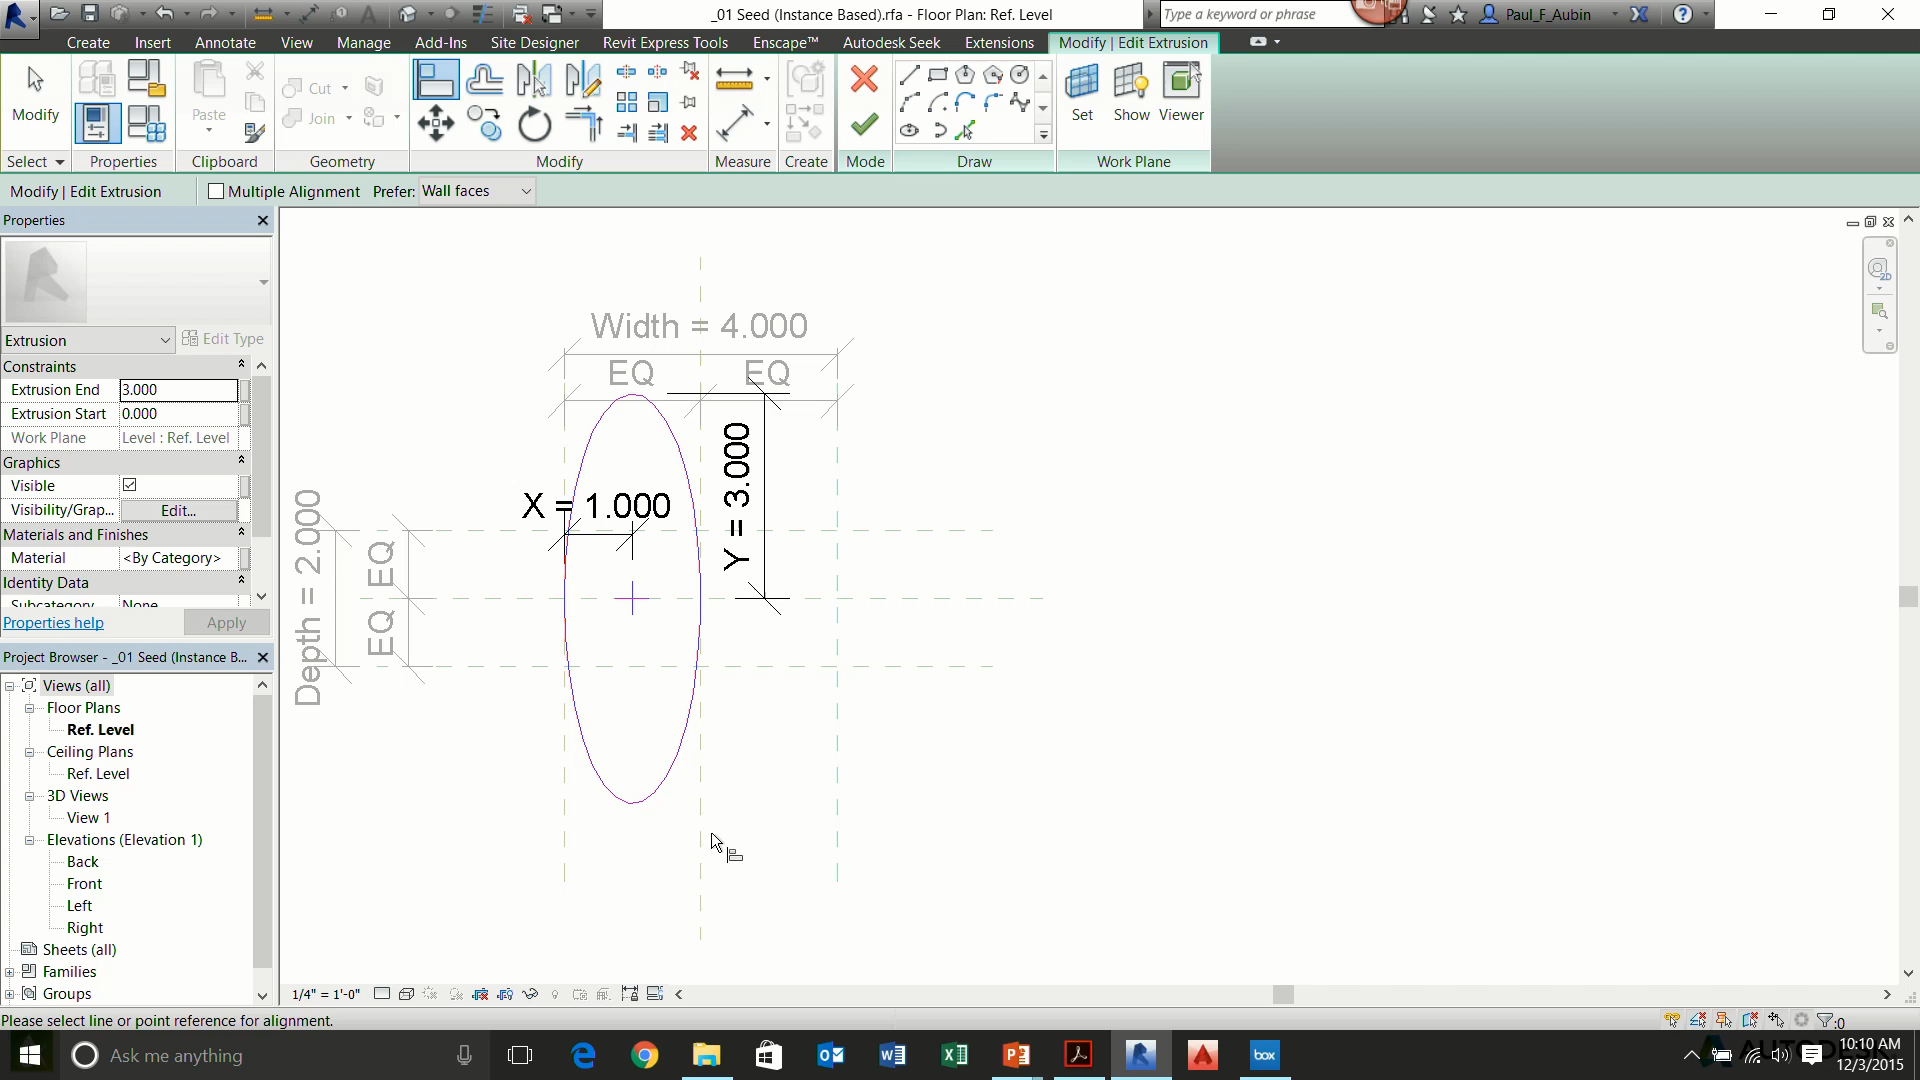 _01 Seed (Instance Based).rfa - Floor Plan: Ref. Level
Type a keyword or phrase
Paul_F_Aubin
Create Insert Annotate View Manage Add-Ins Site Designer Revit Express Tools Enscape™ Autodesk Seek Extensions Modify | Edit Extrusion
Modify
Paste
Cut
Join
Set Show Viewer
Select Properties Clipboard Geometry Modify Measure Create Mode Draw Work Plane
Modify | Edit Extrusion Multiple Alignment Prefer: Wall faces
Properties
Extrusion Edit Type
Constraints
Extrusion End 3.000
Extrusion Start 0.000
Work Plane Level : Ref. Level
Graphics
Visible
Visibility/Grap... Edit...
Materials and Finishes
Material <By Category>
Identity Data
Subcategory None
Properties help Apply
Project Browser - _01 Seed (Instance B...
Views (all)
Floor Plans
Ref. Level
Ceiling Plans
Ref. Level
3D Views
View 1
Elevations (Elevation 1)
Back
Front
Left
Right
Sheets (all)
Families
Groups
Width = 4.000
EQ EQ
X = 1.000
Y = 3.000
Depth = 2.000
EQ EQ
2D
1/4" = 1'-0"
Please select line or point reference for alignment.
:0
Ask me anything
box
AUTODESK
10:10 AM
12/3/2015